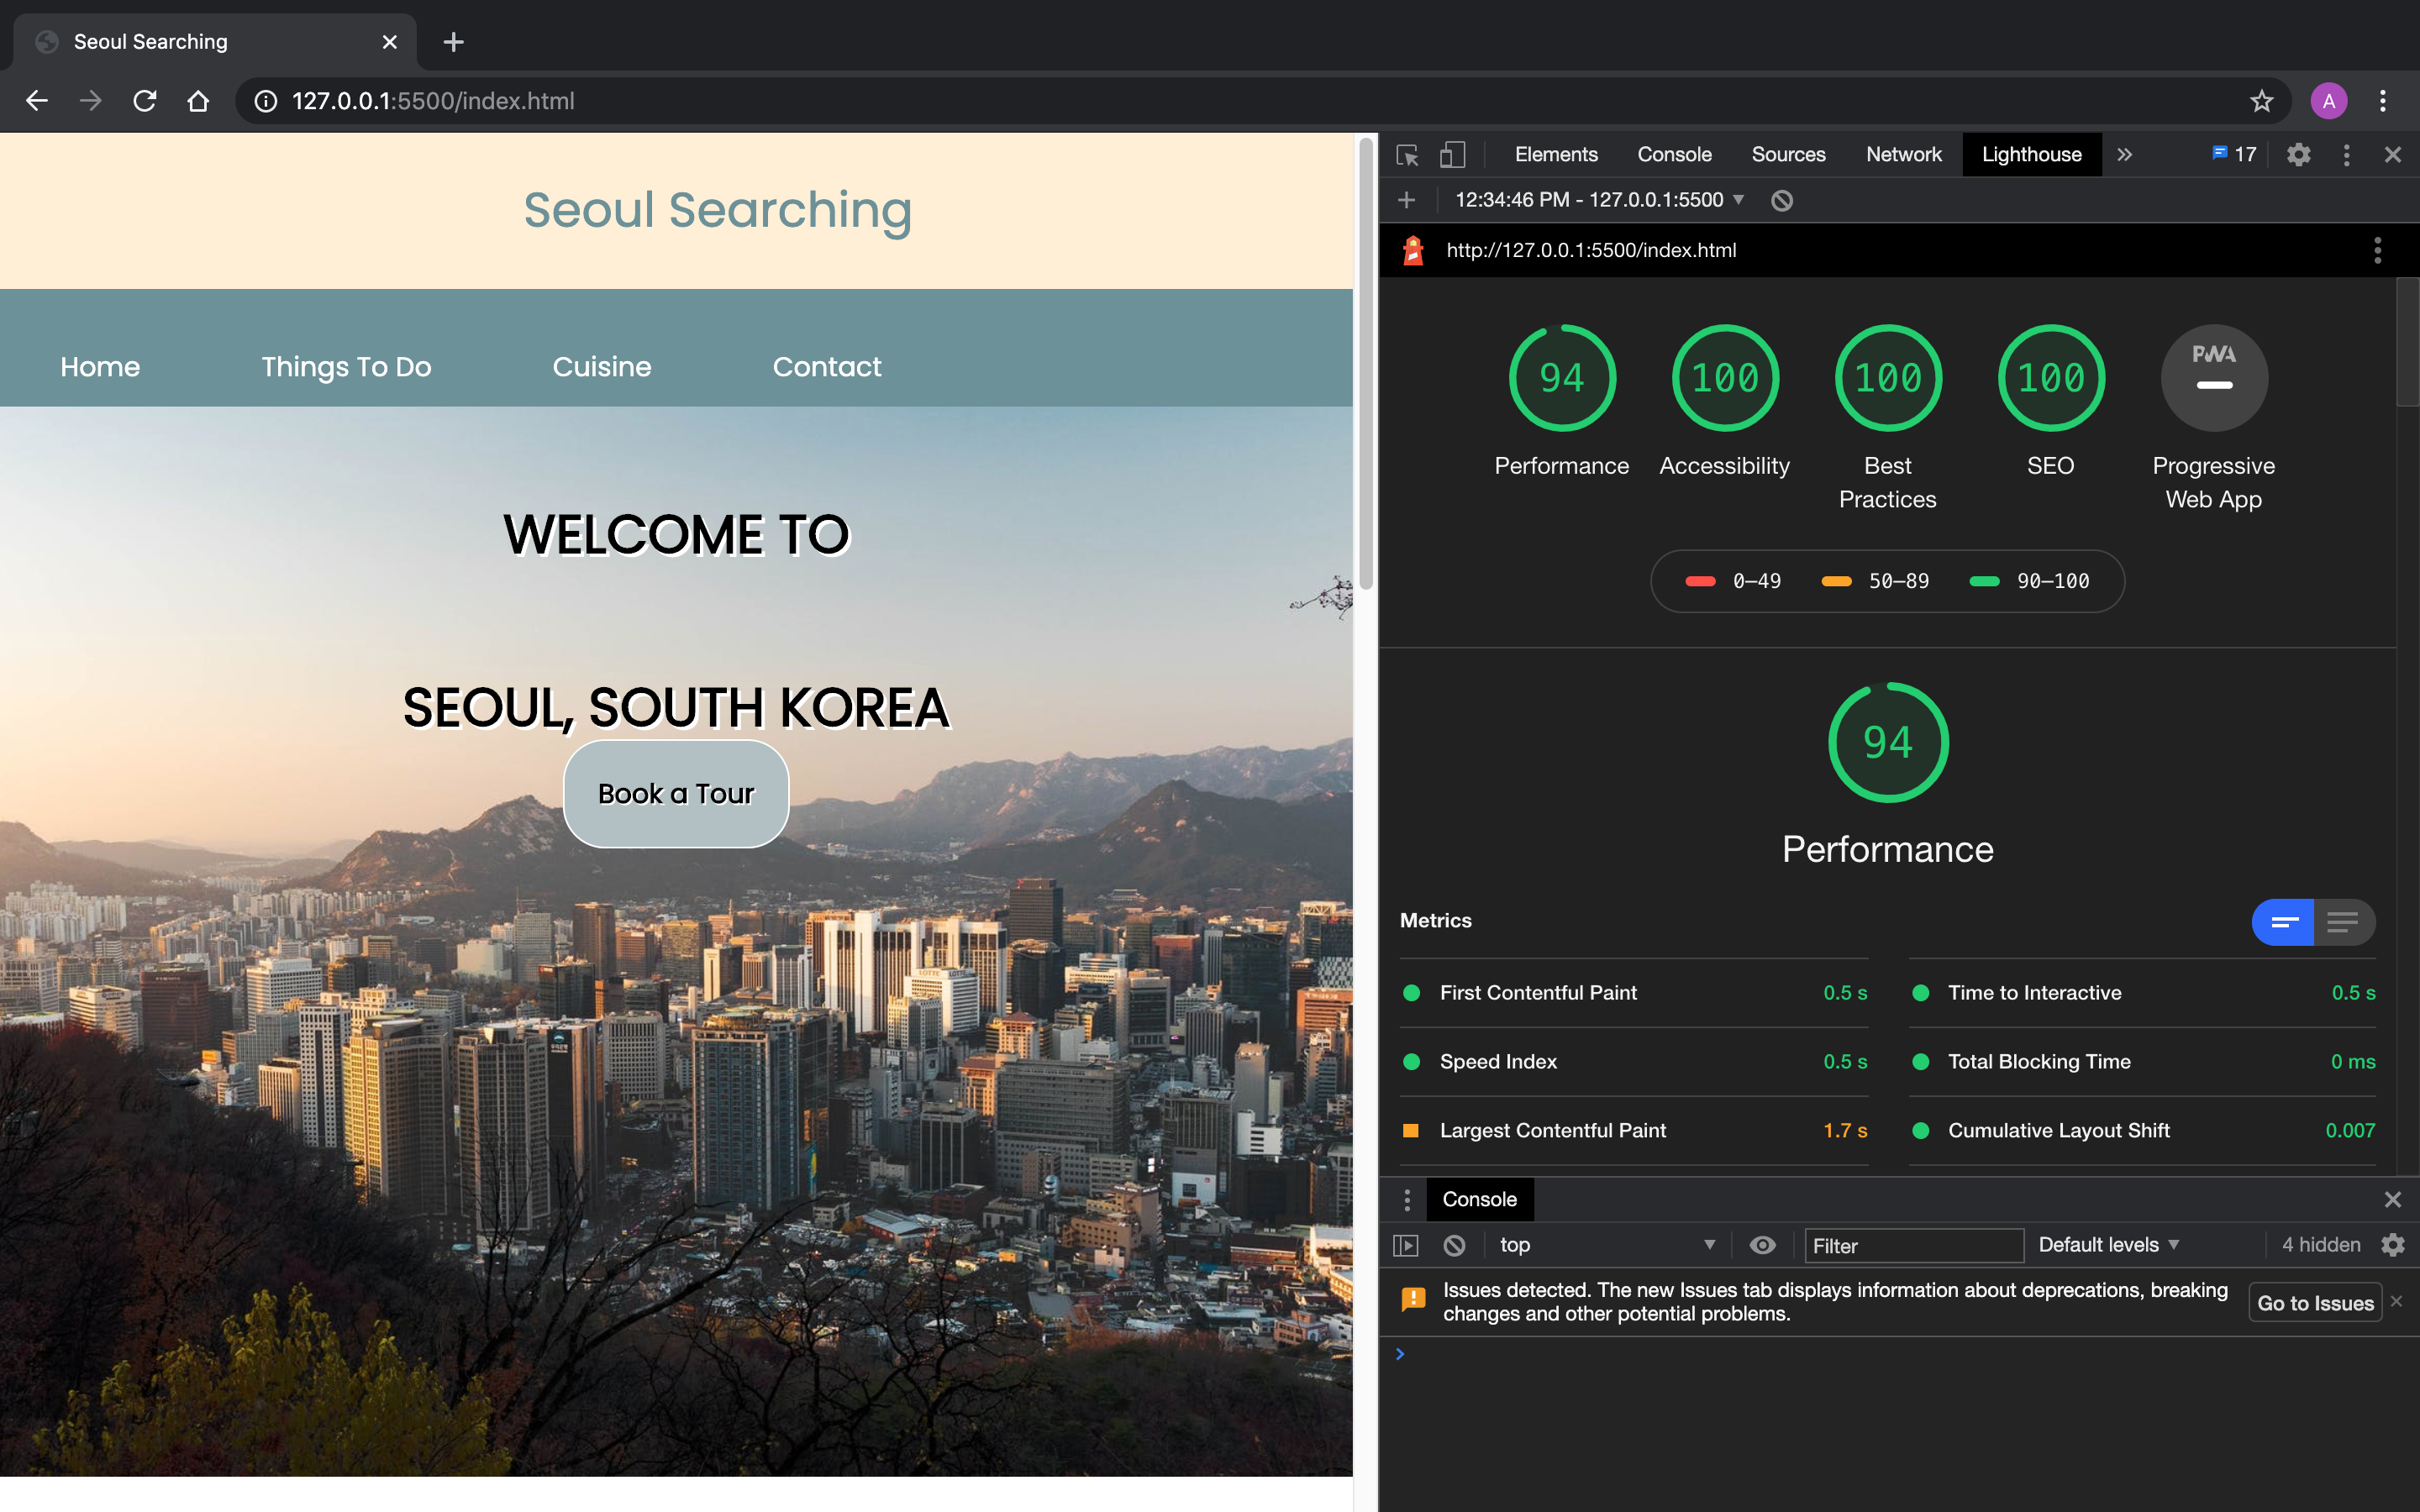 Seoul Searching
127.0.0.1:5500/index.html
A
Seoul Searching
Home Things To Do Cuisine Contact
WELCOME TO
SEOUL, SOUTH KOREA
Book a Tour
LOTTE LOTTE
Elements Console Sources Network Lighthouse 17
12:34:46 PM - 127.0.0.1:5500
http://127.0.0.1:5500/index.html
94 100 100 100 PWA
Performance Accessibility Best Practices SEO Progressive Web App
0–49 50–89 90–100
94
Performance
Metrics
First Contentful Paint 0.5 s Time to Interactive 0.5 s
Speed Index 0.5 s Total Blocking Time 0 ms
Largest Contentful Paint 1.7 s Cumulative Layout Shift 0.007
Console
top Filter Default levels 4 hidden
Issues detected. The new Issues tab displays information about deprecations, breaking
changes and other potential problems.
Go to Issues